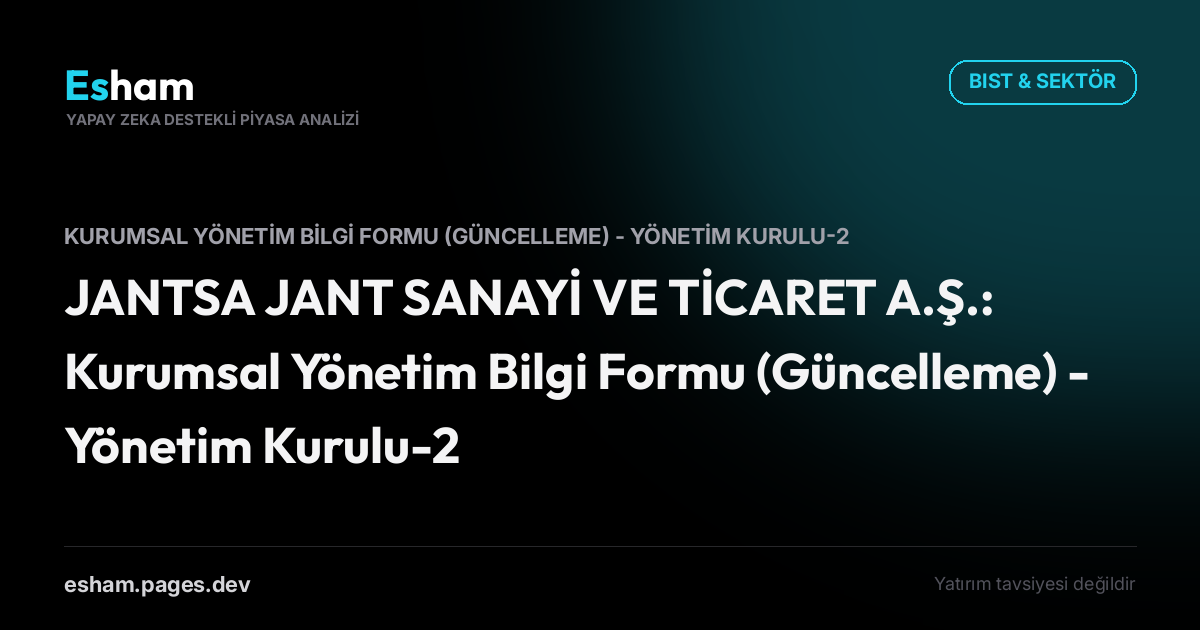 Esham
BIST & SEKTÖR
YAPAY ZEKA DESTEKLİ PİYASA ANALİZİ
KURUMSAL YÖNETİM BİLGİ FORMU (GÜNCELLEME) - YÖNETİM KURULU-2
JANTSA JANT SANAYİ VE TİCARET A.Ş.:
Kurumsal Yönetim Bilgi Formu (Güncelleme) -
Yönetim Kurulu-2
esham.pages.dev
Yatırım tavsiyesi değildir